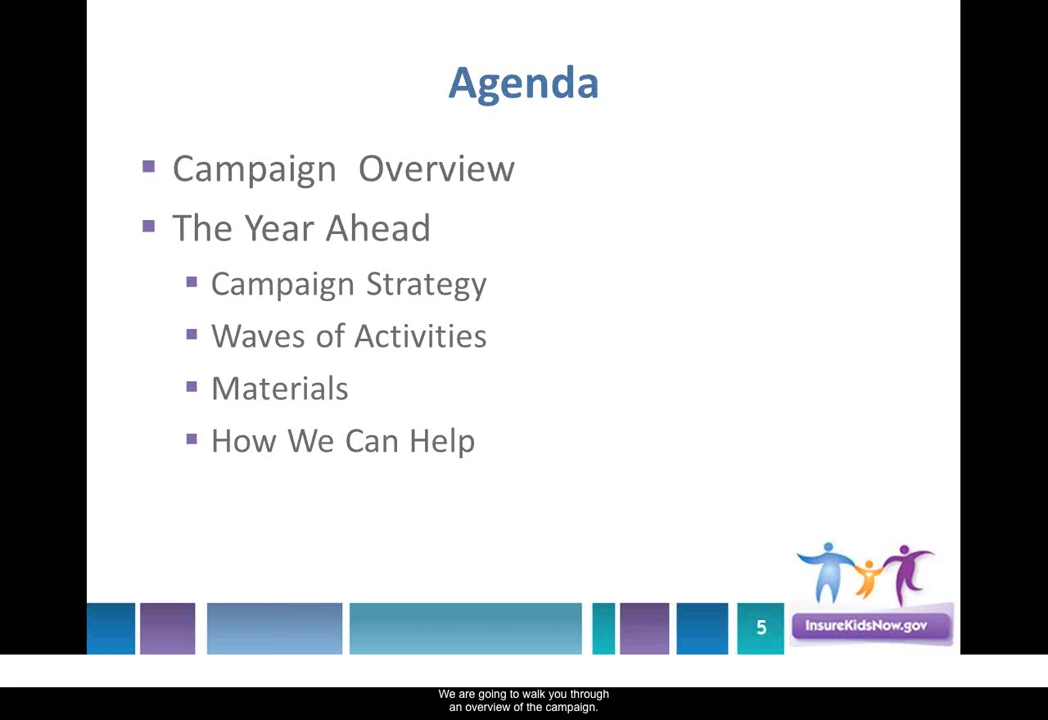 Agenda
Campaign Overview
The Year Ahead
Campaign Strategy
Waves of Activities
Materials
How We Can Help
5
InsureKidsNow.gov
We are going to walk you through
an overview of the campaign.